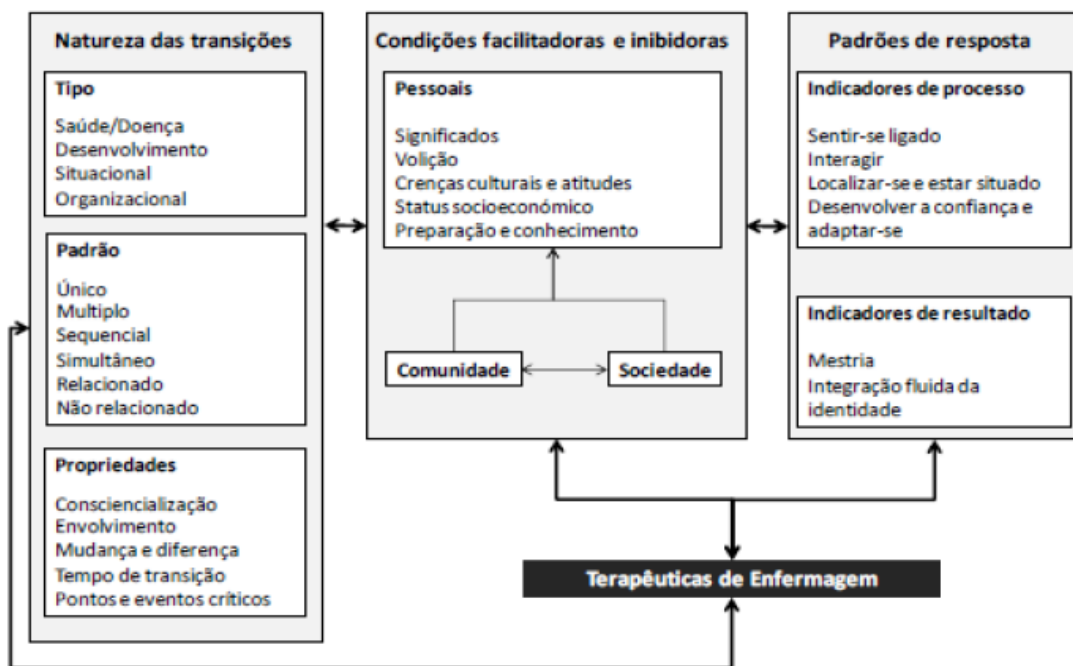 Natureza das transições
Tipo
Saúde/Doença
Desenvolvimento
Situacional
Organizacional
Padrão
Único
Multiplo
Sequencial
Simultâneo
Relacionado
Não relacionado
Propriedades
Consciencialização
Envolvimento
Mudança e diferença
Tempo de transição
Pontos e eventos críticos
Condições facilitadoras e inibidoras
Pessoais
Significados
Volição
Crenças culturais e atitudes
Status socioeconómico
Preparação e conhecimento
Comunidade
Sociedade
Padrões de resposta
Indicadores de processo
Sentir-se ligado
Interagir
Localizar-se e estar situado
Desenvolver a confiança e
adaptar-se
Indicadores de resultado
Mestria
Integração fluida da
identidade
Terapêuticas de Enfermagem